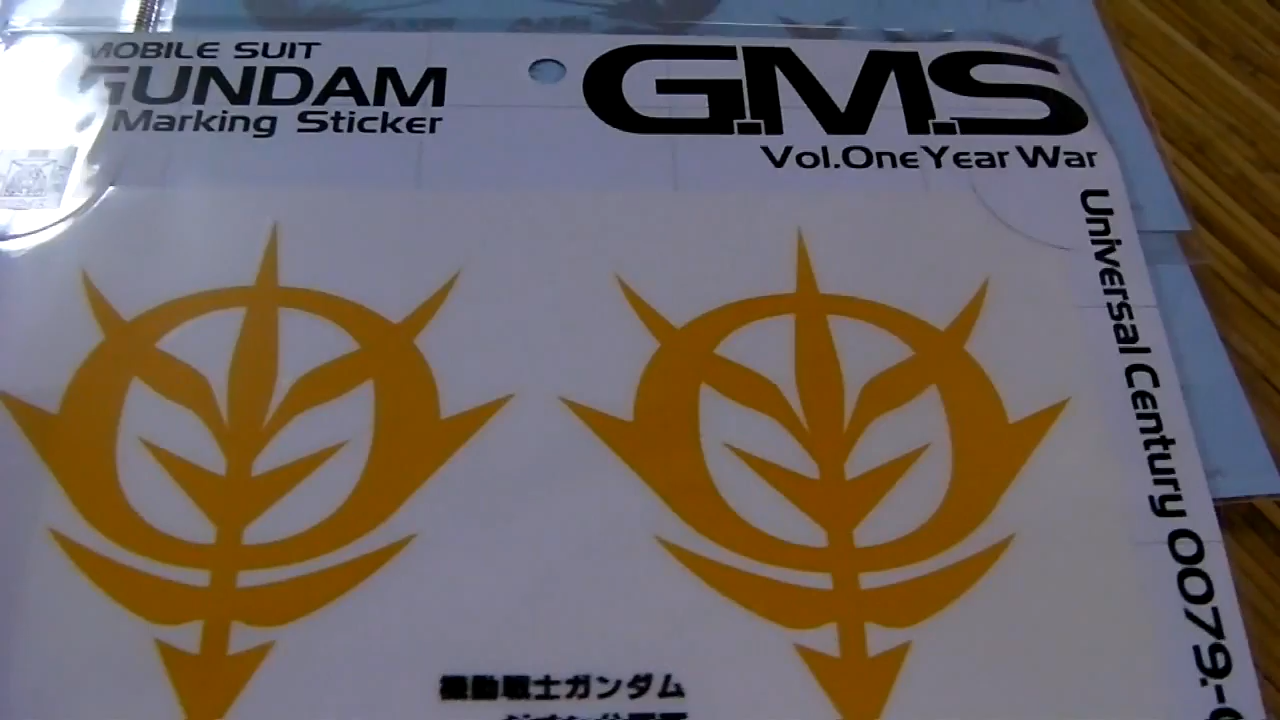 MOBILE SUIT
GUNDAM
Marking Sticker
G.M.S
Vol.One Year War
Universal Century 0079.-
機動戦士ガンダム